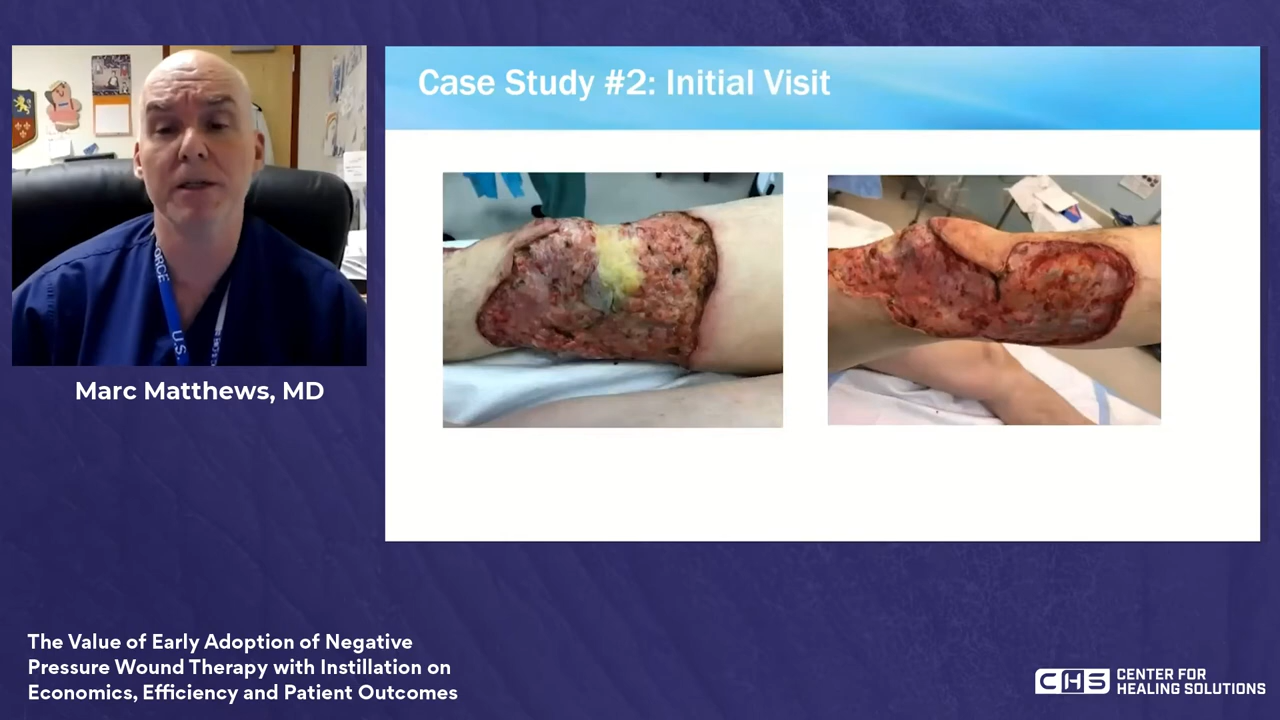 Case Study #2: Initial Visit
ORCE
U.S.
Marc Matthews, MD
The Value of Early Adoption of Negative
Pressure Wound Therapy with Instillation on
Economics, Efficiency and Patient Outcomes
CHS
CENTER FOR
HEALING SOLUTIONS